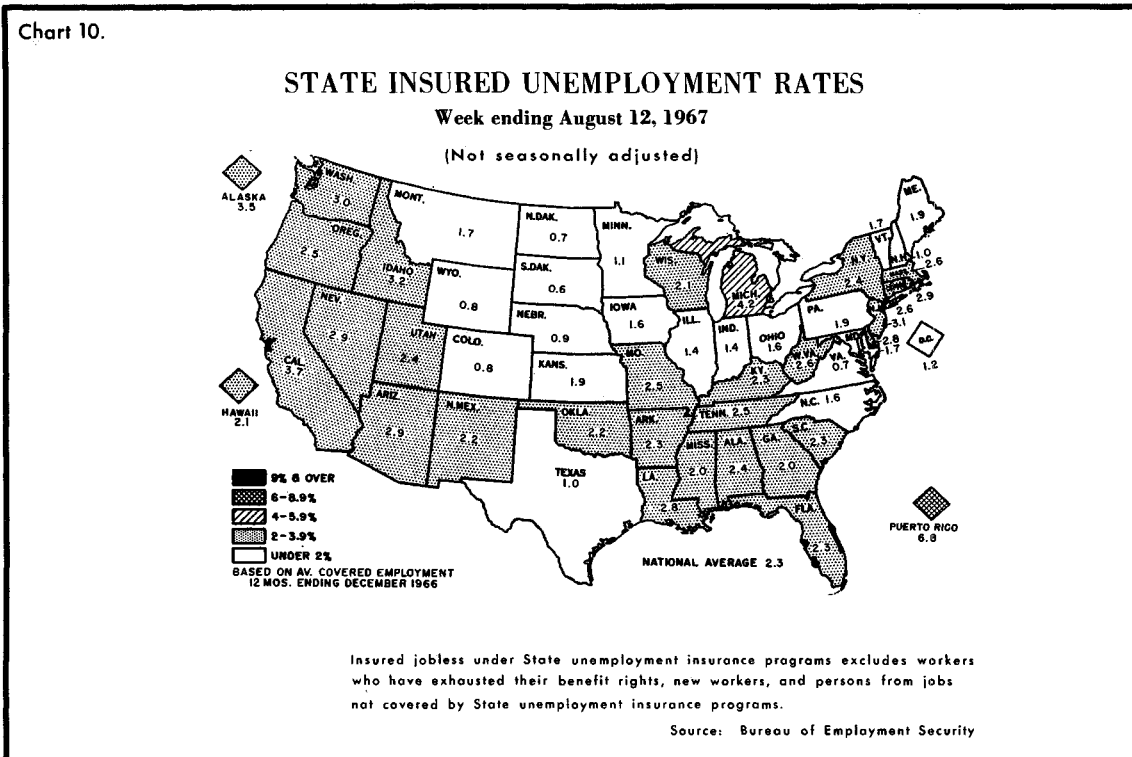 Chart 10.
STATE INSURED UNEMPLOYMENT RATES
Week ending August 12, 1967
(Not seasonally adjusted)
ALASKA
3.5
WASH.
3.0
OREG.
2.5
IDAHO
3.2
MONT.
1.7
N.DAK.
0.7
MINN.
1.1
WIS.
2.1
MICH.
4.2
1.7
VT.
N.H.
1.0
ME.
1.9
2.6
N.Y.
2.4
2.9
2.6
3.1
2.8
1.7
D.C.
1.2
S.DAK.
0.6
WYO.
0.8
NEBR.
0.9
IOWA
1.6
ILL.
1.4
IND.
1.4
OHIO
1.6
PA.
1.9
MD.
W.VA.
2.6
VA.
0.7
NEV.
2.9
UTAH
2.4
COLO.
0.8
KANS.
1.9
MO.
2.5
KY.
2.3
CAL.
3.7
HAWAII
2.1
ARIZ.
2.9
N.MEX.
2.2
OKLA.
2.2
ARK.
2.3
TENN. 2.5
N.C. 1.6
S.C.
2.3
MISS.
2.0
ALA.
2.4
GA.
2.0
TEXAS
1.0
LA.
2.8
FLA.
2.3
PUERTO RICO
6.8
9% & OVER
6-8.9%
4-5.9%
2-3.9%
UNDER 2%
BASED ON AV. COVERED EMPLOYMENT
12 MOS. ENDING DECEMBER 1966
NATIONAL AVERAGE 2.3
Insured jobless under State unemployment insurance programs excludes workers
who have exhausted their benefit rights, new workers, and persons from jobs
not covered by State unemployment insurance programs.
Source: Bureau of Employment Security